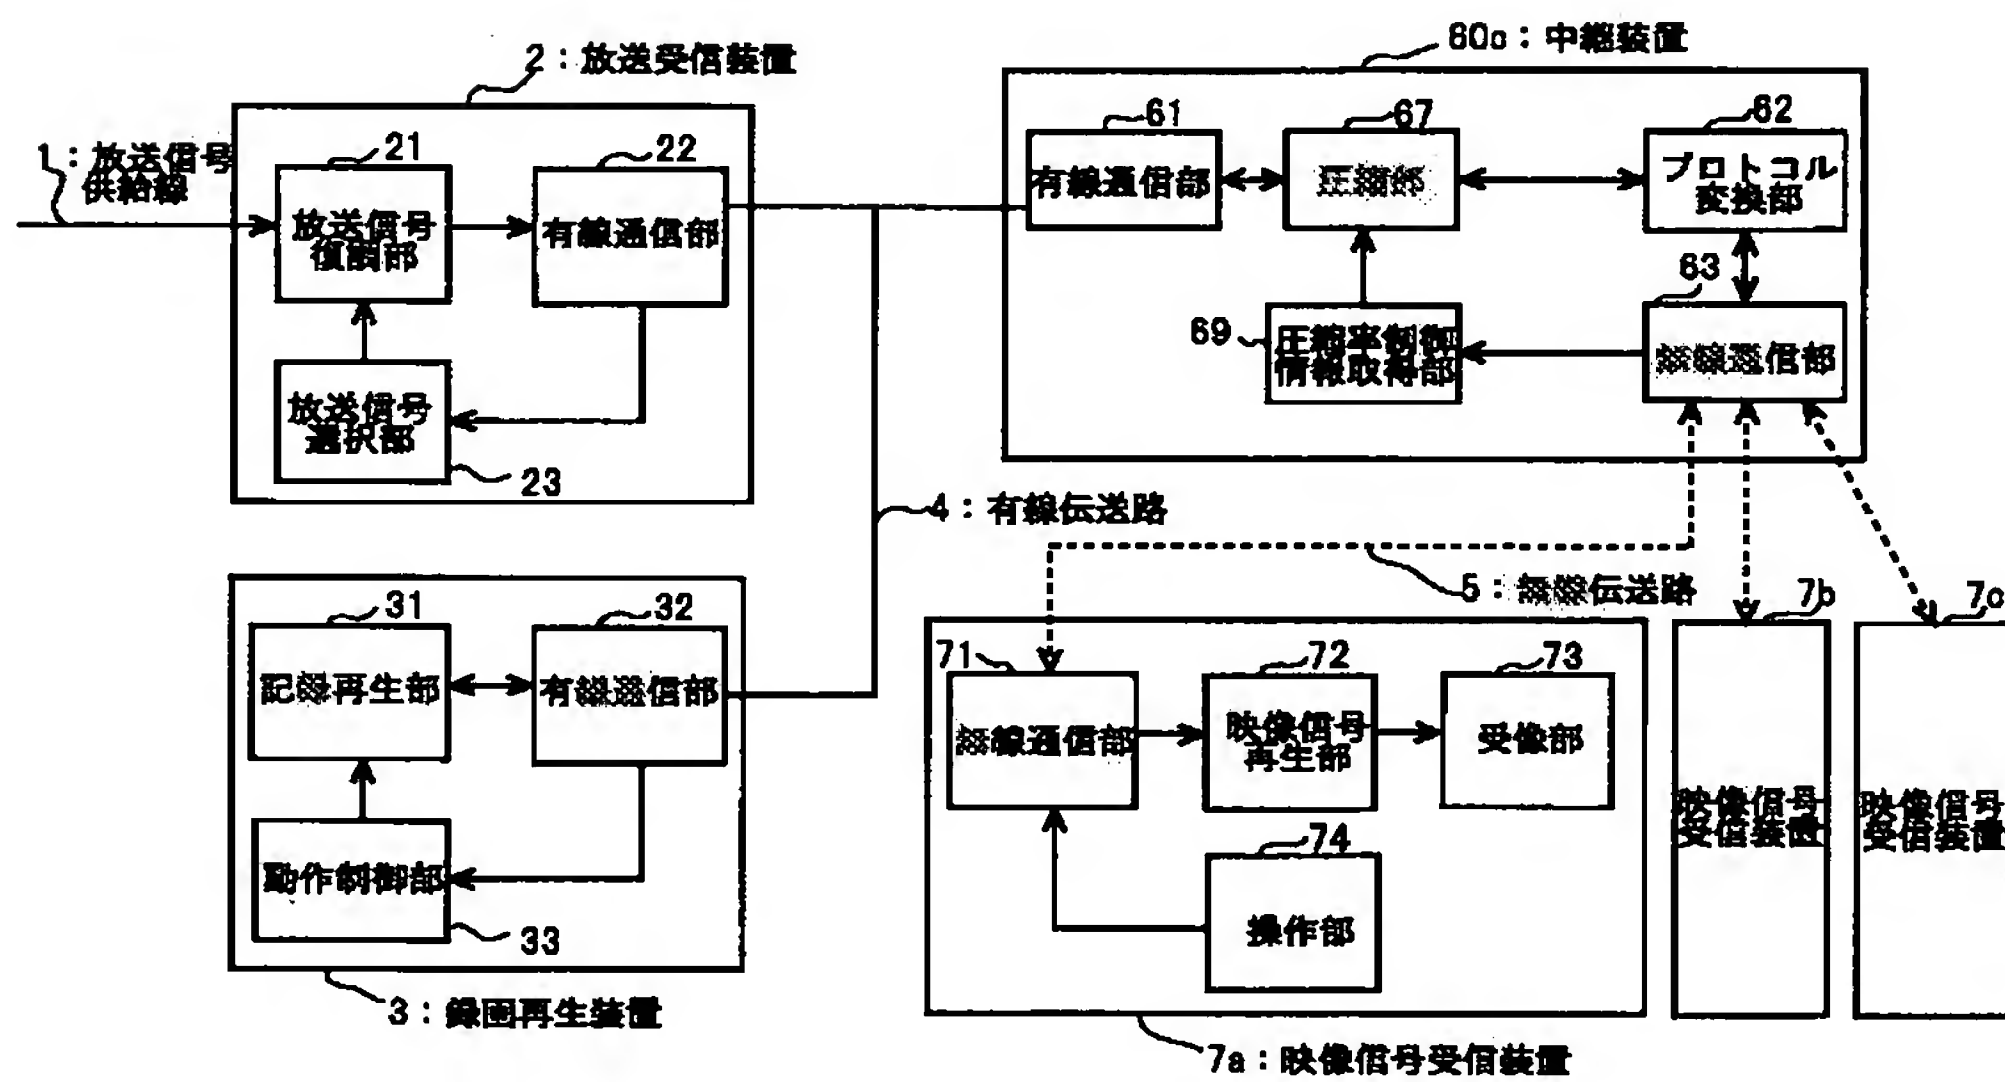 2：放送受信装置
60c：中継装置
1：放送信号
供給線
21
放送信号
復調部
22
有線通信部
放送信号
選択部
23
61
有線通信部
67
62
プロトコル
変換部
63
無線通信部
69
圧縮率制御
情報取得部
4：有線伝送路
5：無線伝送路
31
記録再生部
32
有線通信部
動作制御部
33
3：録画再生装置
71
無線通信部
72
映像信号
再生部
73
受像部
74
操作部
7a：映像信号受信装置
7b
映像信号
受信装置
7c
映像信号
受信装置